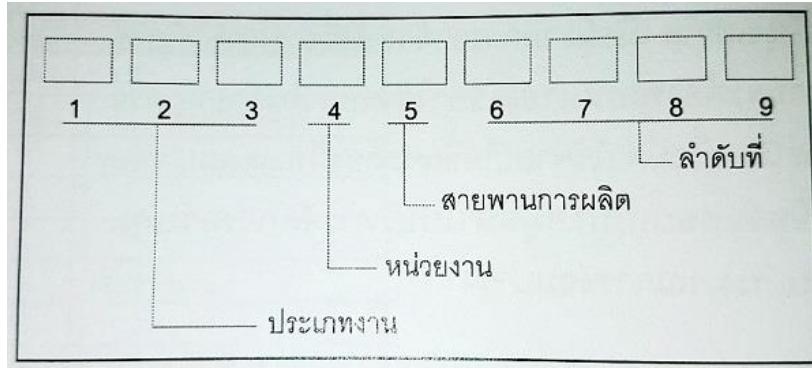 1 2 3 4 5 6 7 8 9
ลำดับที่
สายพานการผลิต
หน่วยงาน
ประเภทงาน